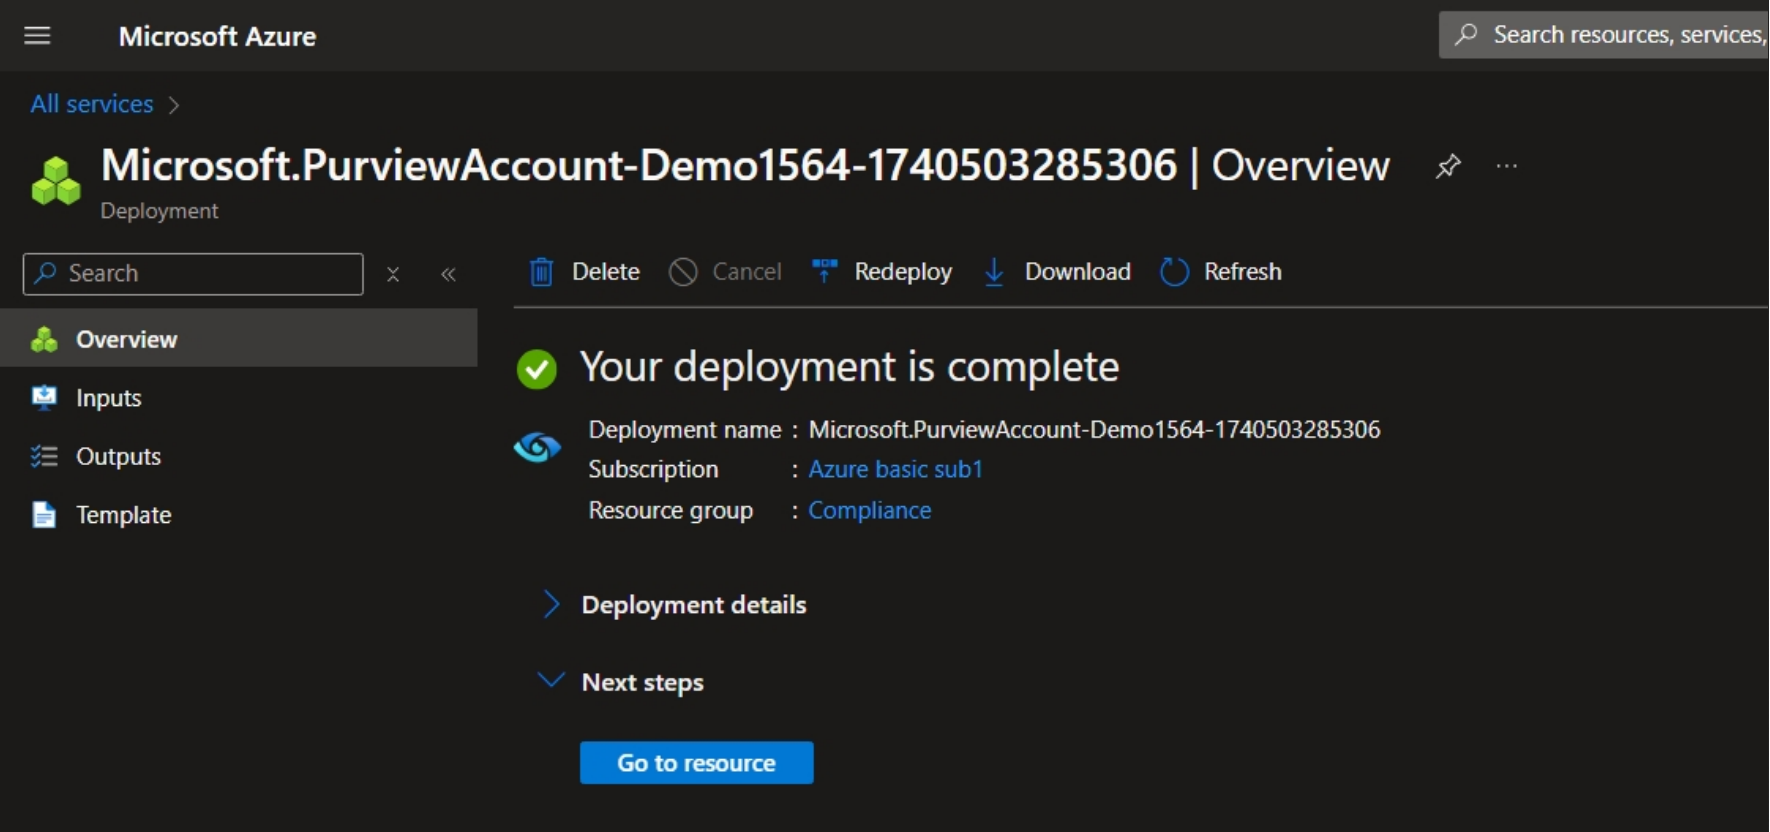 Microsoft Azure
Search resources, services,
All services >
Microsoft.PurviewAccount-Demo1564-1740503285306 | Overview
Deployment
Search
Delete Cancel Redeploy Download Refresh
Overview
Inputs
Outputs
Template
Your deployment is complete
Deployment name : Microsoft.PurviewAccount-Demo1564-1740503285306
Subscription : Azure basic sub1
Resource group : Compliance
Deployment details
Next steps
Go to resource